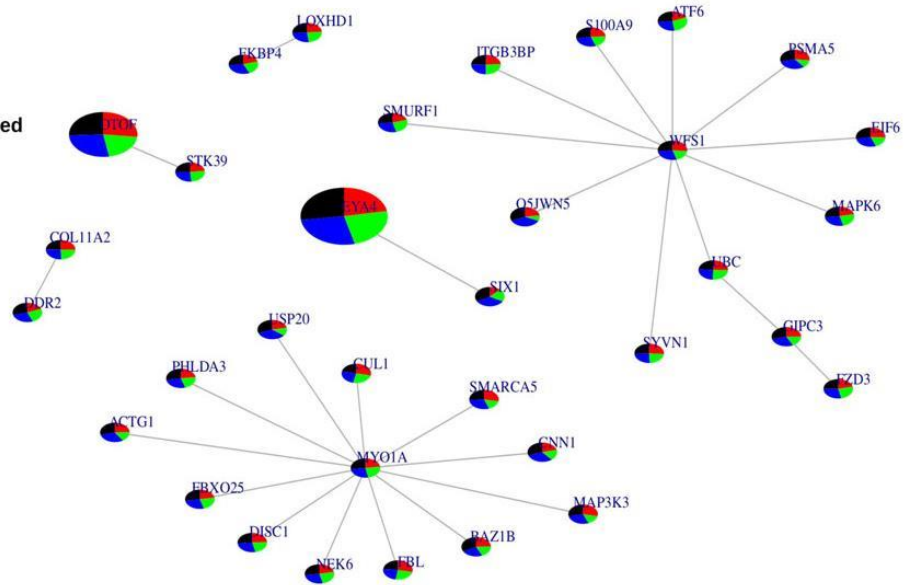 LOXHD1
FKBP4
S100A9
ATF6
ITGB3BP
PSMA5
SMURF1
ed
OTOF
EIF6
WFS1
STK39
EYA4
Q5JWN5
MAPK6
COL11A2
UBC
SIX1
DDR2
USP20
GIPC3
SYVN1
PHLDA3
CUL1
SMARCA5
FZD3
ACTG1
CNN1
MYO1A
FBXO25
MAP3K3
DISC1
BAZ1B
NEK6
FBL